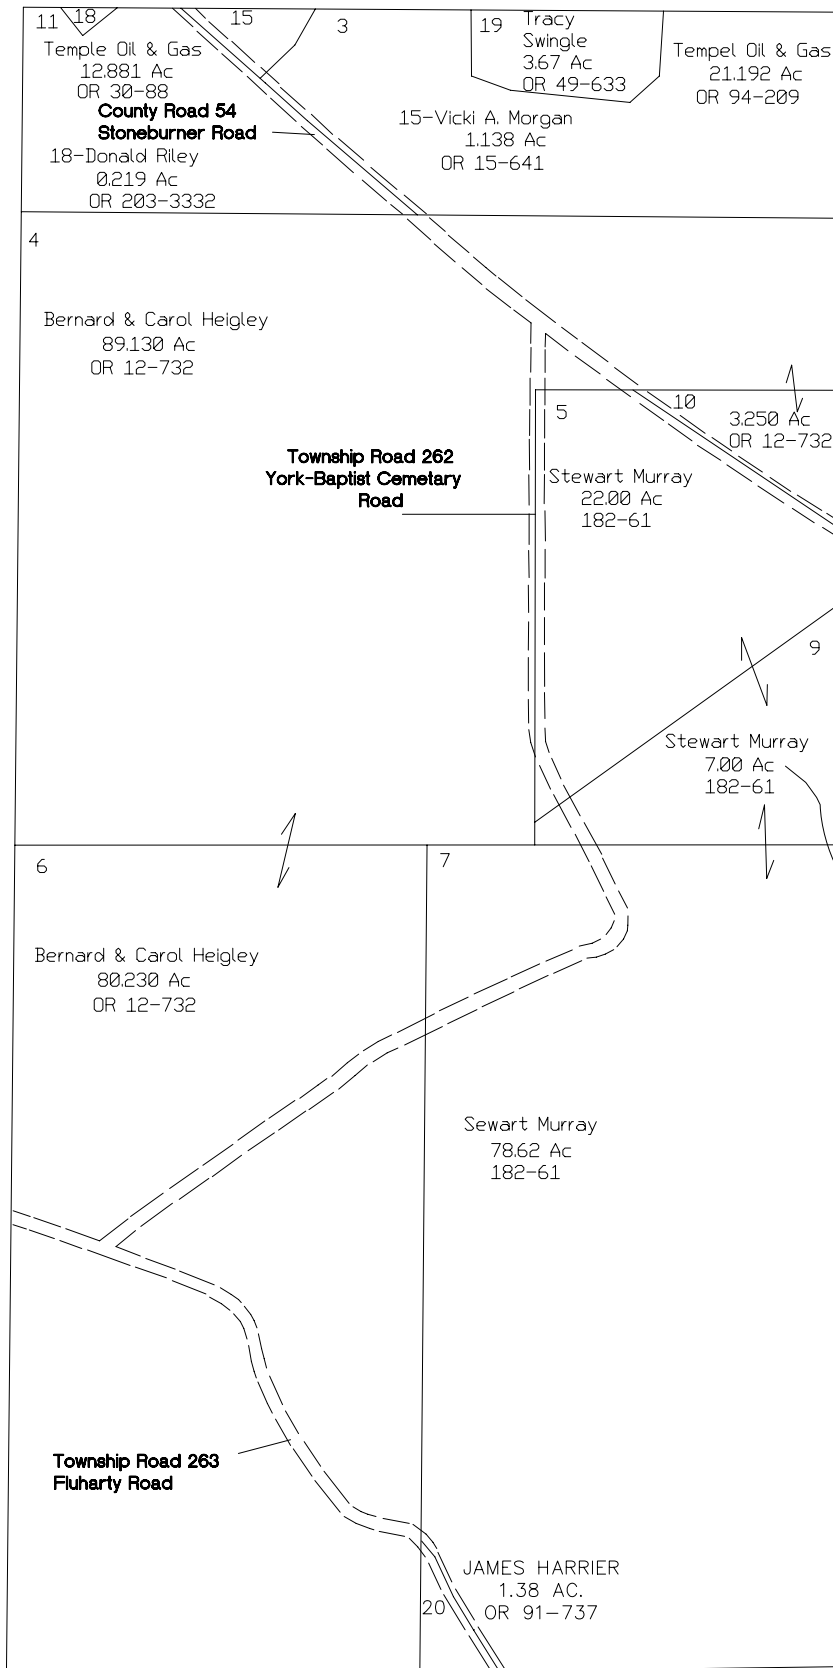 11
18
15
3
19
Tracy
Swingle
3.67 Ac
OR 49-633
Temple Oil & Gas
12.881 Ac
OR 30-88
Tempel Oil & Gas
21.192 Ac
OR 94-209
County Road 54
Stoneburner Road
15-Vicki A. Morgan
1.138 Ac
OR 15-641
18-Donald Riley
0.219 Ac
OR 203-3332
4
Bernard & Carol Heigley
89.130 Ac
OR 12-732
5
10
3.250 Ac
OR 12-732
Township Road 262
York-Baptist Cemetary
Road
Stewart Murray
22.00 Ac
182-61
9
Stewart Murray
7.00 Ac
182-61
6
7
Bernard & Carol Heigley
80.230 Ac
OR 12-732
Sewart Murray
78.62 Ac
182-61
Township Road 263
Fluharty Road
JAMES HARRIER
1.38 AC.
OR 91-737
20